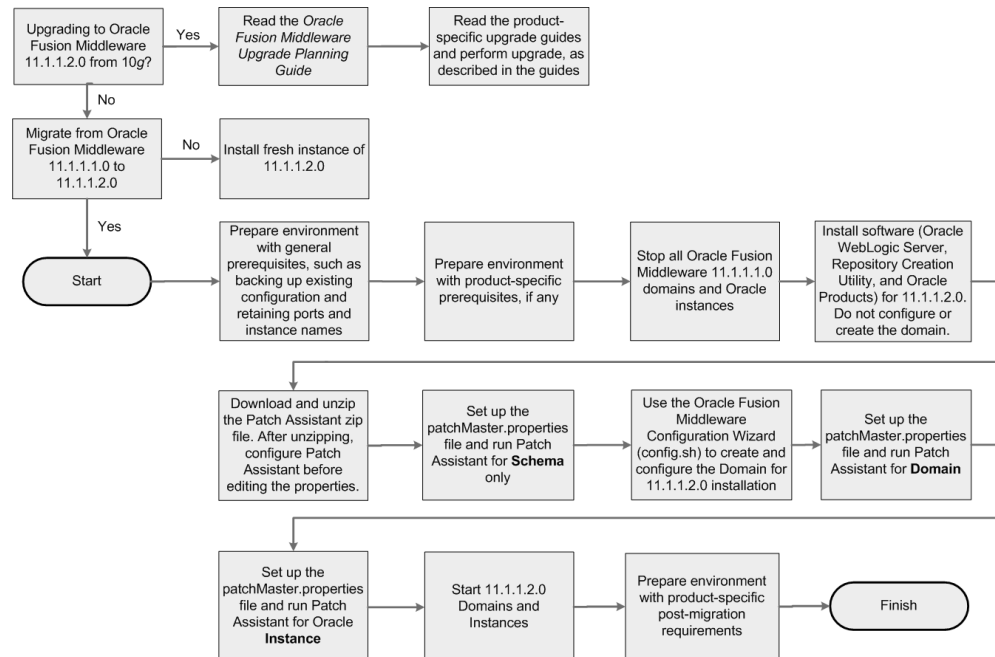 Upgrading to Oracle
Fusion Middleware
11.1.1.2.0 from 10g?
Yes
Read the Oracle
Fusion Middleware
Upgrade Planning
Guide
Read the product-
specific upgrade guides
and perform upgrade, as
described in the guides
No
Migrate from Oracle
Fusion Middleware
11.1.1.1.0 to
11.1.1.2.0
No
Install fresh instance of
11.1.1.2.0
Yes
Start
Prepare environment
with general
prerequisites, such as
backing up existing
configuration and
retaining ports and
instance names
Prepare environment
with product-specific
prerequisites, if any
Stop all Oracle Fusion
Middleware 11.1.1.1.0
domains and Oracle
instances
Install software (Oracle
WebLogic Server,
Repository Creation
Utility, and Oracle
Products) for 11.1.1.2.0.
Do not configure or
create the domain.
Download and unzip
the Patch Assistant zip
file. After unzipping,
configure Patch
Assistant before
editing the properties.
Set up the
patchMaster.properties
file and run Patch
Assistant for Schema
only
Use the Oracle Fusion
Middleware
Configuration Wizard
(config.sh) to create and
configure the Domain for
11.1.1.2.0 installation
Set up the
patchMaster.properties
file and run Patch
Assistant for Domain
Set up the
patchMaster.properties
file and run Patch
Assistant for Oracle
Instance
Start 11.1.1.2.0
Domains and
Instances
Prepare environment
with product-specific
post-migration
requirements
Finish